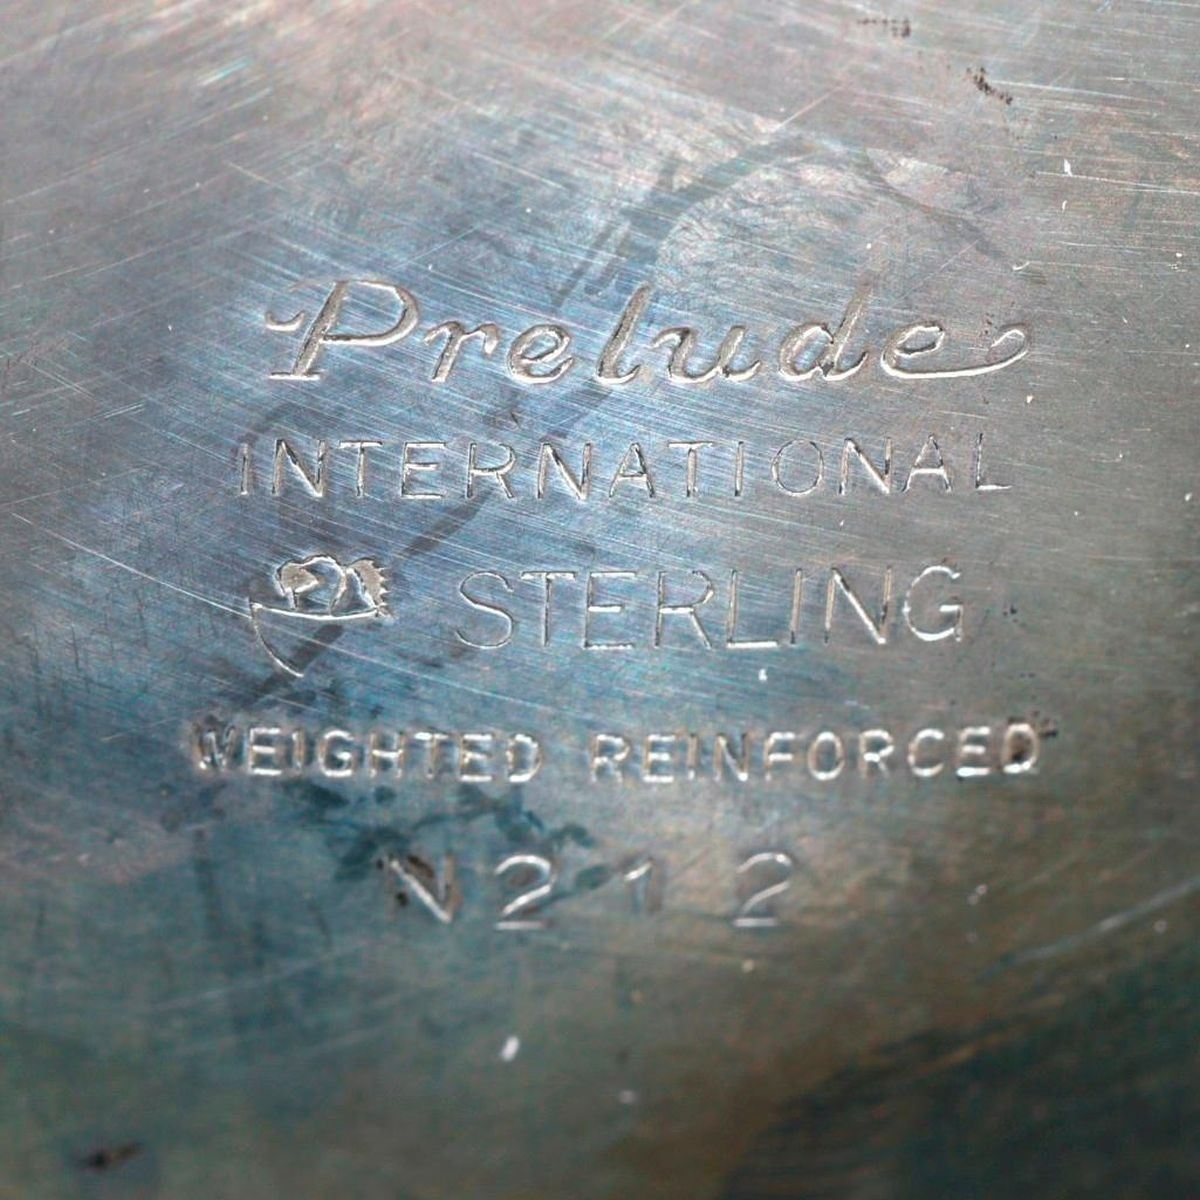 Prelude
INTERNATIONAL
STERLING
WEIGHTED REINFORCED
N212